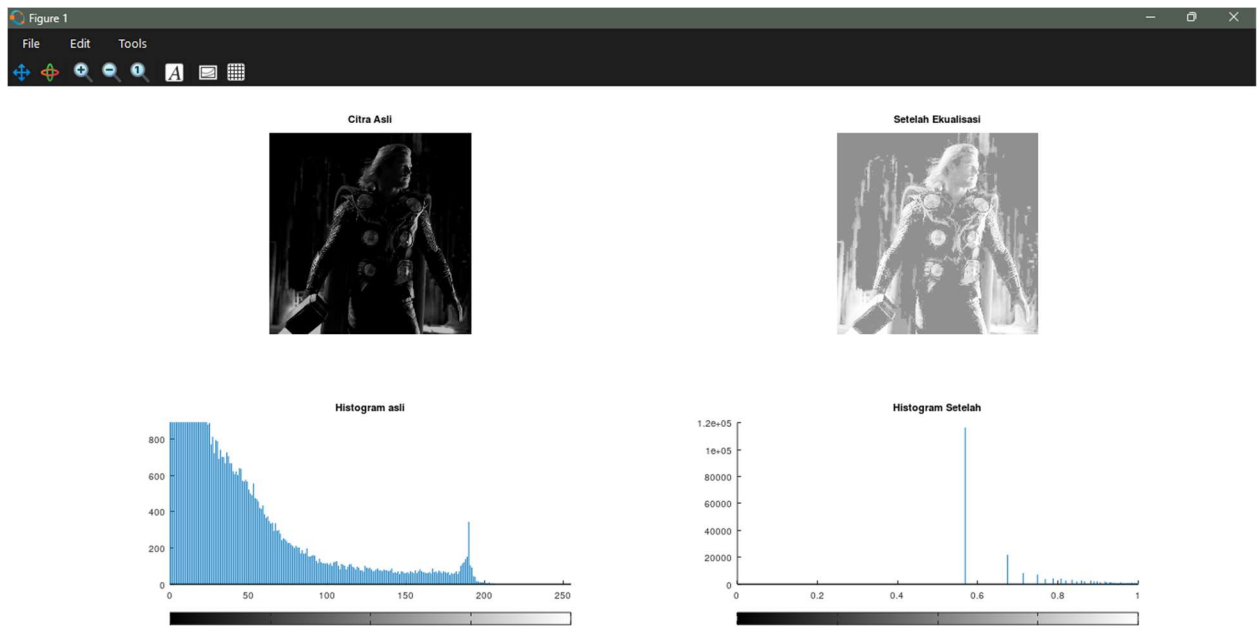 Figure 1
File Edit Tools
1 A
Citra Asli
Setelah Ekualisasi
Histogram asli
800
600
400
200
0
0 50 100 150 200 250
Histogram Setelah
1.2e+05
1e+05
80000
60000
40000
20000
0
0 0.2 0.4 0.6 0.8 1